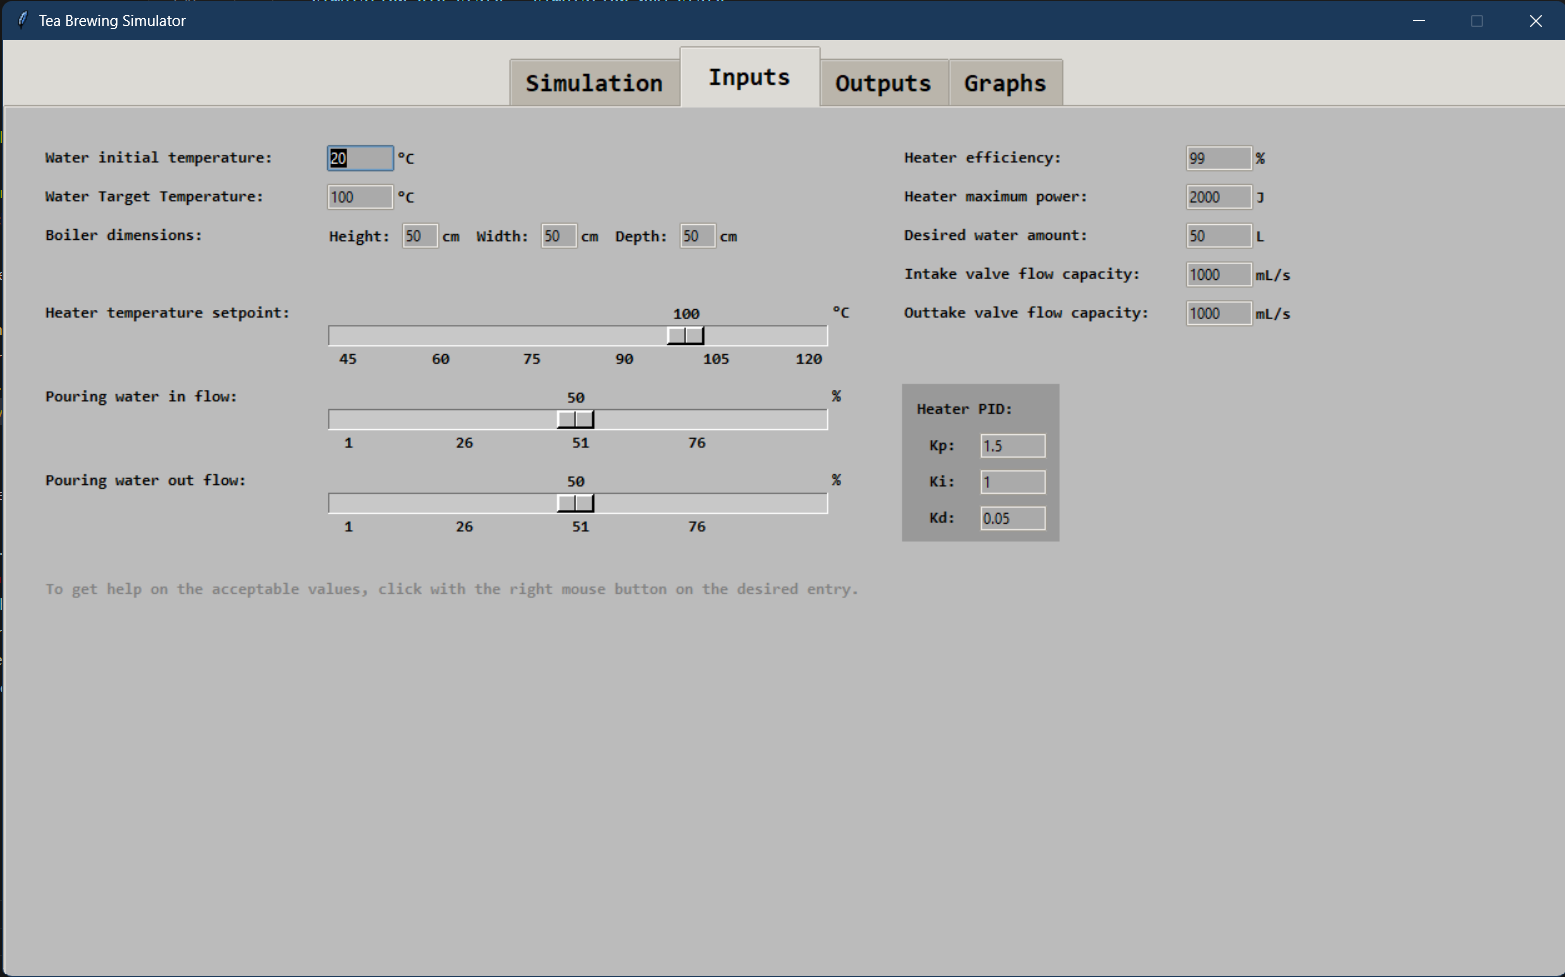 Tea Brewing Simulator
Simulation Inputs Outputs Graphs
Water initial temperature: 20 °C
Water Target Temperature: 100 °C
Boiler dimensions: Height: 50 cm Width: 50 cm Depth: 50 cm
Heater temperature setpoint: 100 °C
45 60 75 90 105 120
Pouring water in flow: 50 %
1 26 51 76
Pouring water out flow: 50 %
1 26 51 76
To get help on the acceptable values, click with the right mouse button on the desired entry.
Heater efficiency: 99 %
Heater maximum power: 2000 J
Desired water amount: 50 L
Intake valve flow capacity: 1000 mL/s
Outtake valve flow capacity: 1000 mL/s
Heater PID:
Kp: 1.5
Ki: 1
Kd: 0.05